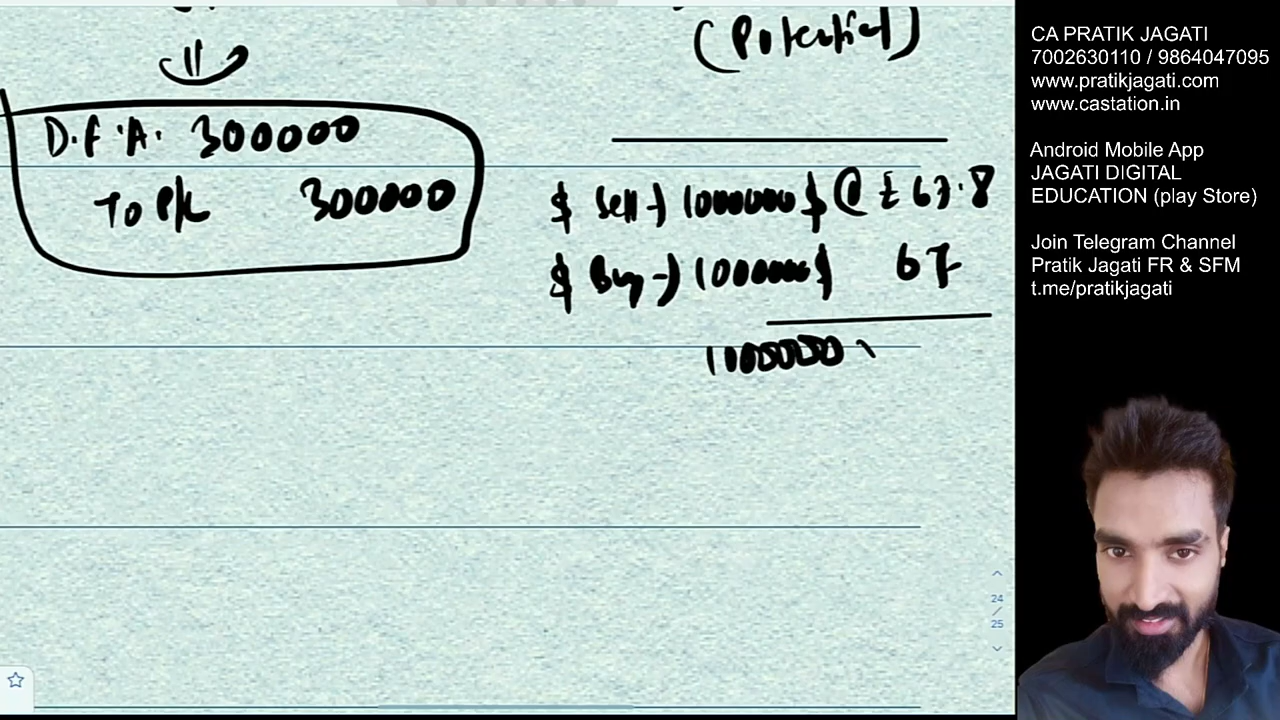 (Potential)
D.F.A. 300000
To P/L 300000
$ Sell → 1000000 $ @ ₹ 67.8
$ Buy → 1000000 $ 67
1000000
24
/
25
CA PRATIK JAGATI
7002630110 / 9864047095
www.pratikjagati.com
www.castation.in
Android Mobile App
JAGATI DIGITAL
EDUCATION (play Store)
Join Telegram Channel
Pratik Jagati FR & SFM
t.me/pratikjagati